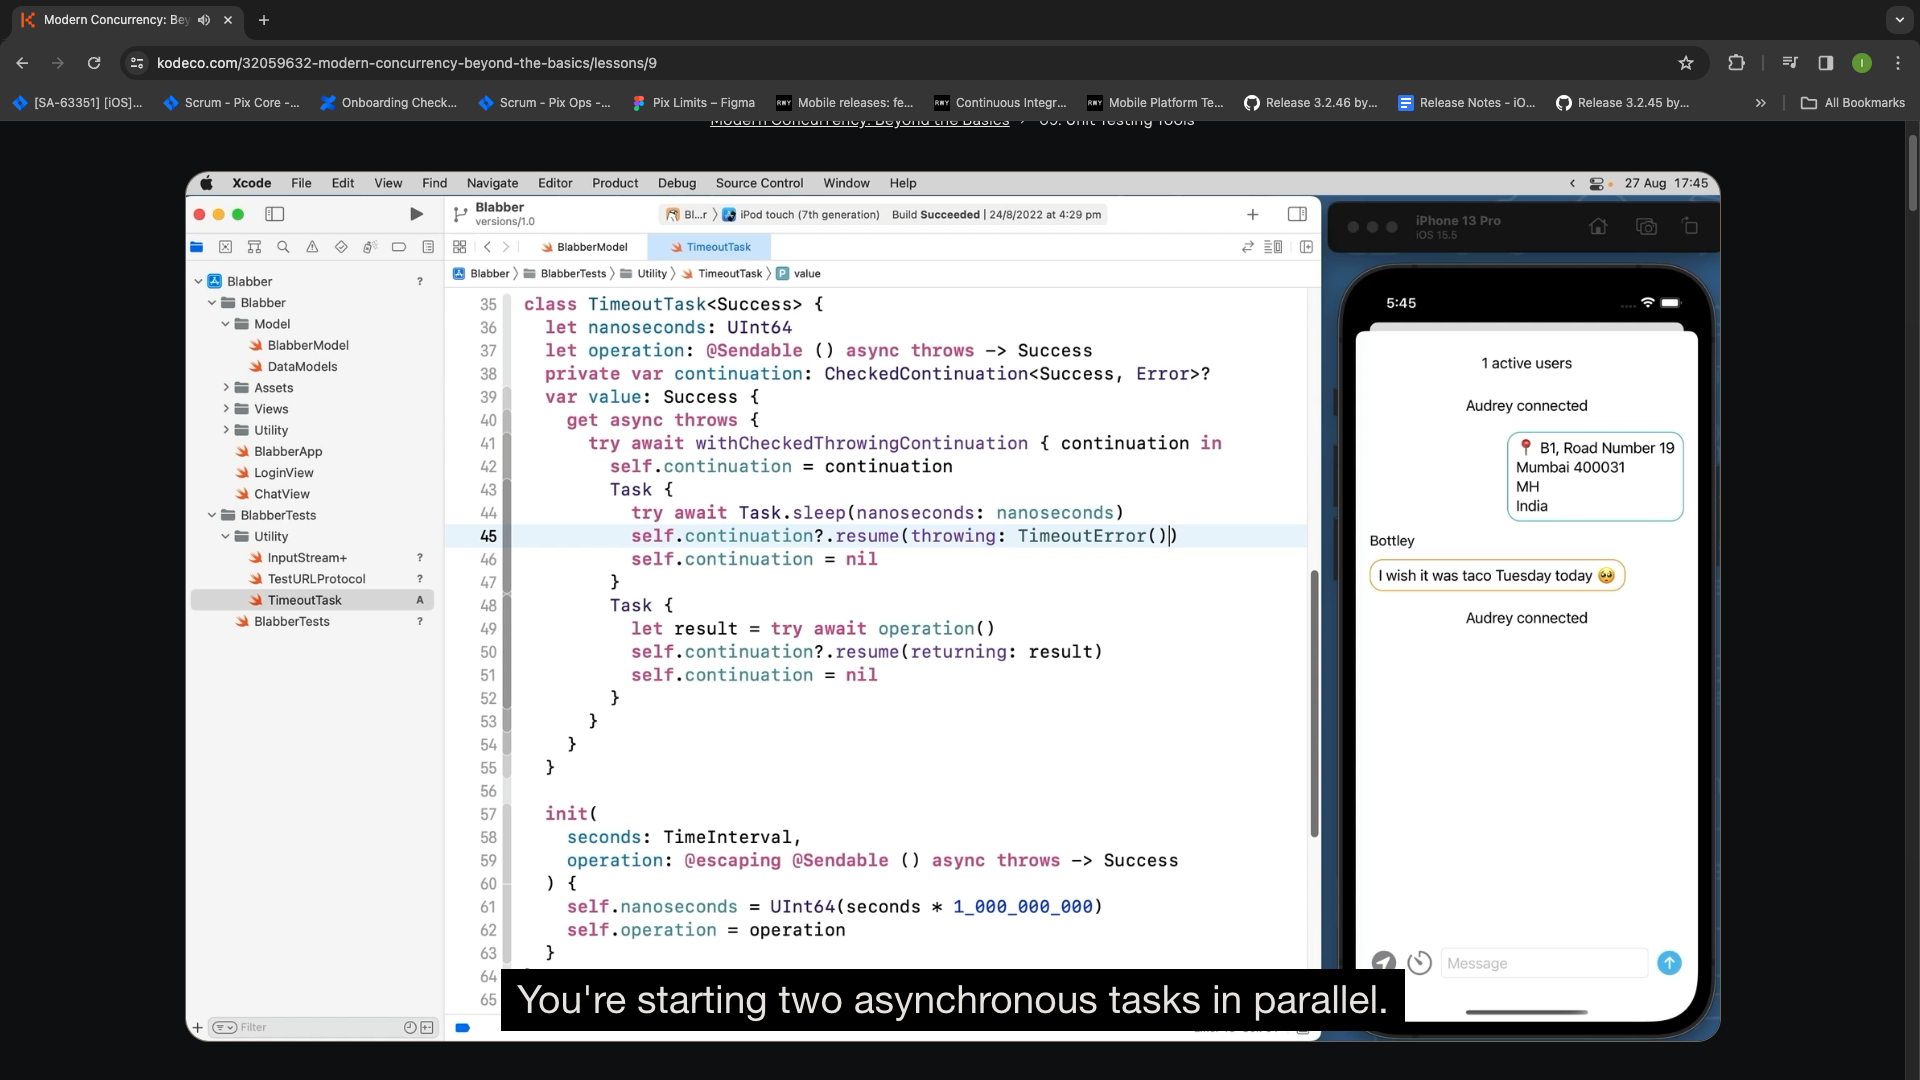 Modern Concurrency: Bey
kodeco.com/32059632-modern-concurrency-beyond-the-basics/lessons/9
[SA-63351] [iOS]...
Scrum - Pix Core -...
Onboarding Check...
Scrum - Pix Ops -...
Pix Limits – Figma
Mobile releases: fe...
Continuous Integr...
Mobile Platform Te...
Release 3.2.46 by...
Release Notes - iO...
Release 3.2.45 by...
All Bookmarks
Modern Concurrency: Beyond the Basics
09. Unit Testing Tools
Xcode File Edit View Find Navigate Editor Product Debug Source Control Window Help
27 Aug 17:45
Blabber
versions/1.0
Bl...r
iPod touch (7th generation)
Build Succeeded | 24/8/2022 at 4:29 pm
BlabberModel
TimeoutTask
Blabber
BlabberTests
Utility
TimeoutTask
value
Blabber ?
Blabber
Model
BlabberModel
DataModels
Assets
Views
Utility
BlabberApp
LoginView
ChatView
BlabberTests
Utility
InputStream+ ?
TestURLProtocol ?
TimeoutTask A
BlabberTests ?
Filter
35 class TimeoutTask<Success> {
36 let nanoseconds: UInt64
37 let operation: @Sendable () async throws -> Success
38 private var continuation: CheckedContinuation<Success, Error>?
39 var value: Success {
40 get async throws {
41 try await withCheckedThrowingContinuation { continuation in
42 self.continuation = continuation
43 Task {
44 try await Task.sleep(nanoseconds: nanoseconds)
45 self.continuation?.resume(throwing: TimeoutError())
46 self.continuation = nil
47 }
48 Task {
49 let result = try await operation()
50 self.continuation?.resume(returning: result)
51 self.continuation = nil
52 }
53 }
54 }
55 }
56
57 init(
58 seconds: TimeInterval,
59 operation: @escaping @Sendable () async throws -> Success
60 ) {
61 self.nanoseconds = UInt64(seconds * 1_000_000_000)
62 self.operation = operation
63 }
64
65
iPhone 13 Pro
iOS 15.5
5:45
1 active users
Audrey connected
B1, Road Number 19
Mumbai 400031
MH
India
Bottley
I wish it was taco Tuesday today 🥺
Audrey connected
Message
You're starting two asynchronous tasks in parallel.